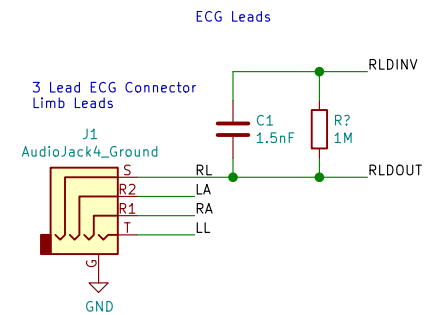 ECG Leads
RLDINV
3 Lead ECG Connector
Limb Leads
C1
1.5nF
R?
1M
J1
AudioJack4_Ground
S
RL
RLDOUT
R2
LA
R1
RA
T
LL
G
GND